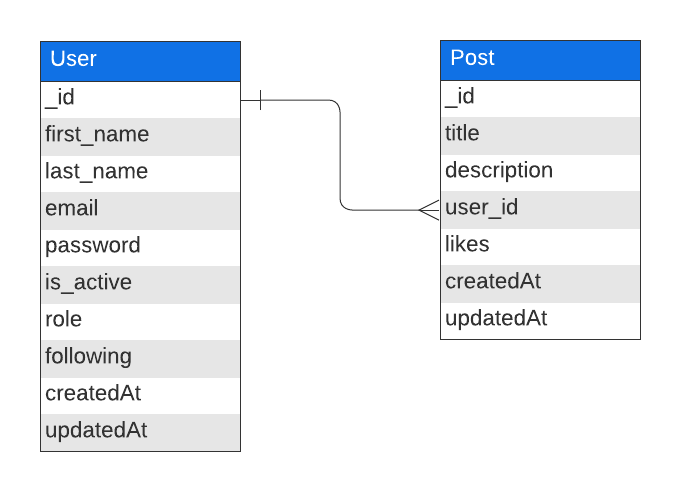 User
_id
first_name
last_name
email
password
is_active
role
following
createdAt
updatedAt
Post
_id
title
description
user_id
likes
createdAt
updatedAt